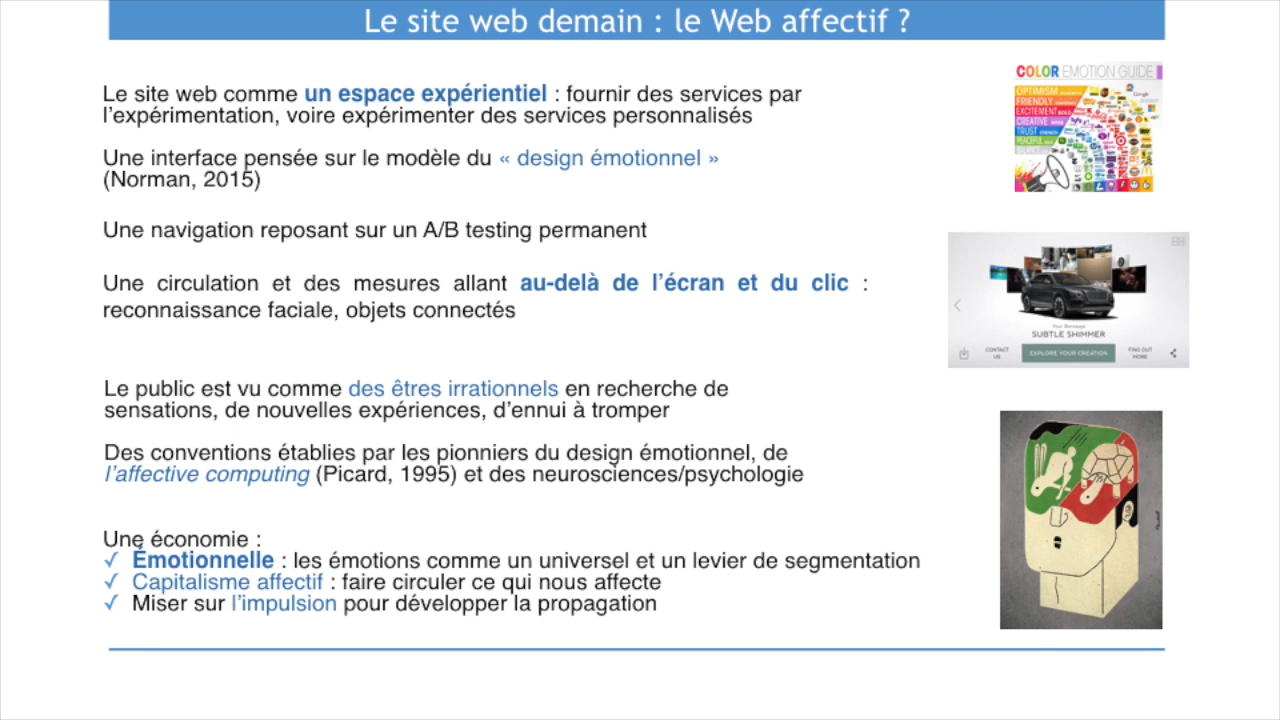 Le site web demain : le Web affectif ?
Le site web comme un espace expérientiel : fournir des services par
l'expérimentation, voire expérimenter des services personnalisés
Une interface pensée sur le modèle du « design émotionnel »
(Norman, 2015)
Une navigation reposant sur un A/B testing permanent
Une circulation et des mesures allant au-delà de l'écran et du clic :
reconnaissance faciale, objets connectés
Le public est vu comme des êtres irrationnels en recherche de
sensations, de nouvelles expériences, d'ennui à tromper
Des conventions établies par les pionniers du design émotionnel, de
l'affective computing (Picard, 1995) et des neurosciences/psychologie
Une économie :
✓ Émotionnelle : les émotions comme un universel et un levier de segmentation
✓ Capitalisme affectif : faire circuler ce qui nous affecte
✓ Miser sur l'impulsion pour développer la propagation
COLOR EMOTION GUIDE
OPTIMISM
FRIENDLY
EXCITEMENT
CREATIVE
TRUST
PEACEFUL
Google
Your Bentayga
SUBTLE SHIMMER
CONTACT US
EXPLORE YOUR CREATION
FIND OUT MORE